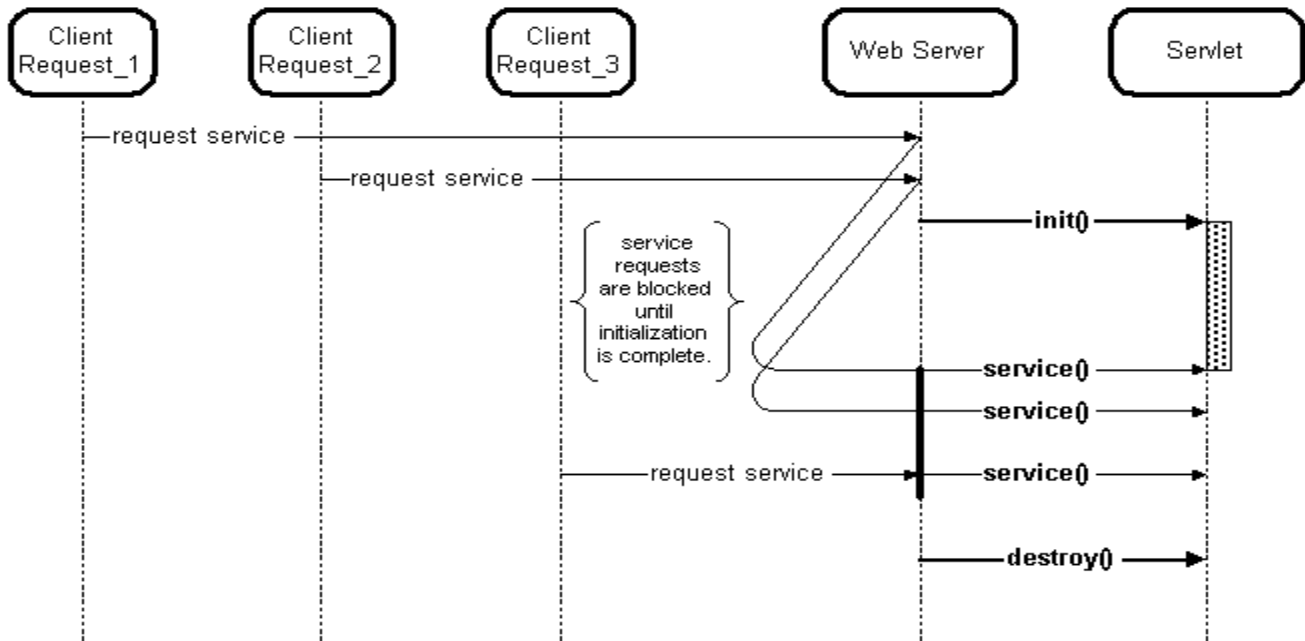 Client
Request_1
Client
Request_2
Client
Request_3
Web Server
Servlet
request service
request service
init()
service
requests
are blocked
until
initialization
is complete.
service()
service()
request service
service()
destroy()